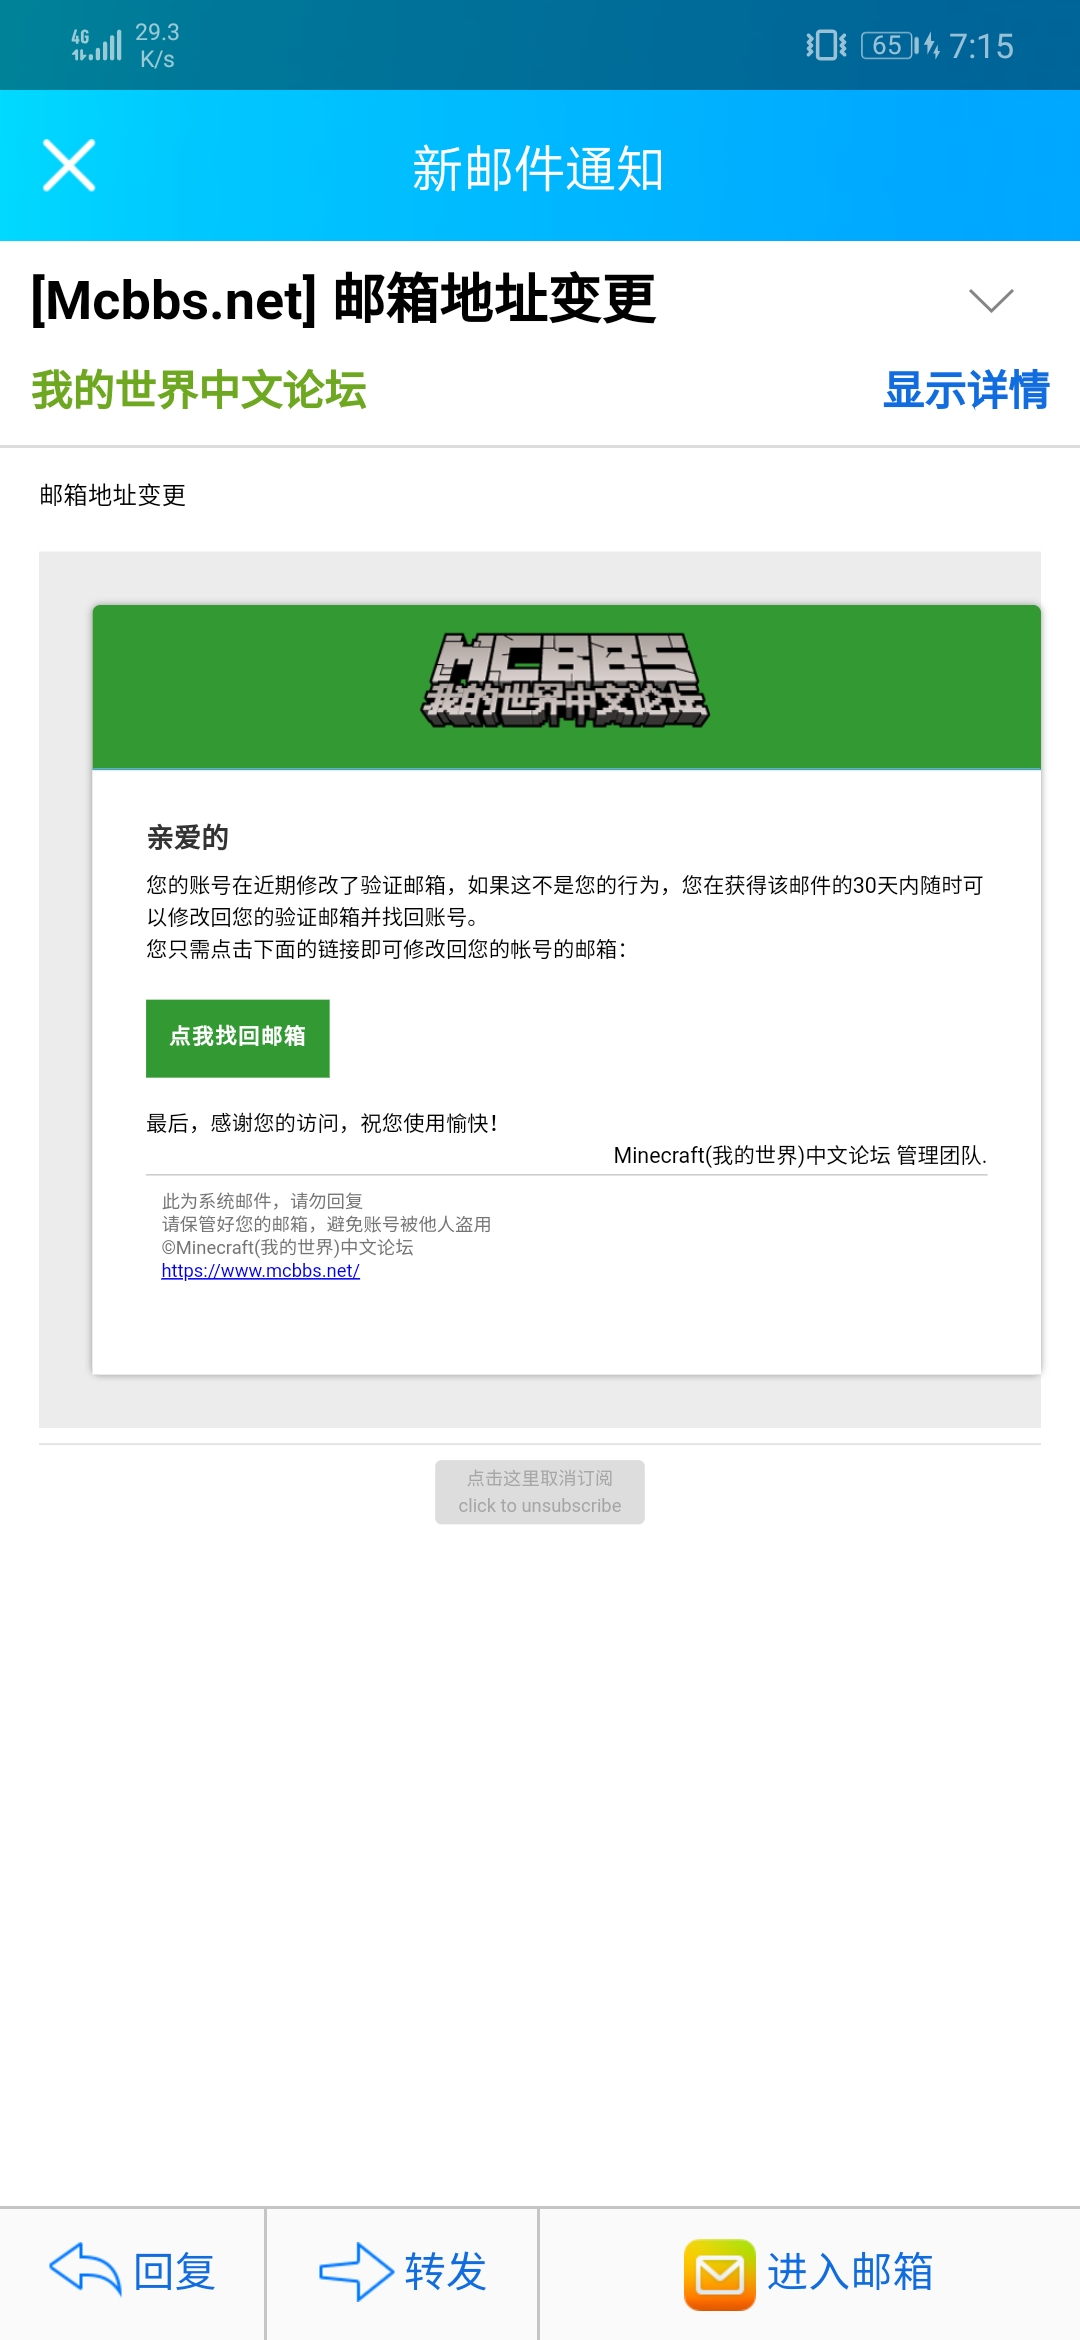 4G 29.3 K/s 65 7:15
新邮件通知
[Mcbbs.net] 邮箱地址变更
我的世界中文论坛 显示详情
邮箱地址变更
MCBBS
我的世界中文论坛
亲爱的
您的账号在近期修改了验证邮箱，如果这不是您的行为，您在获得该邮件的30天内随时可
以修改回您的验证邮箱并找回账号。
您只需点击下面的链接即可修改回您的帐号的邮箱：
点我找回邮箱
最后，感谢您的访问，祝您使用愉快！
Minecraft(我的世界)中文论坛 管理团队.
此为系统邮件，请勿回复
请保管好您的邮箱，避免账号被他人盗用
©Minecraft(我的世界)中文论坛
https://www.mcbbs.net/
点击这里取消订阅
click to unsubscribe
回复 转发 进入邮箱